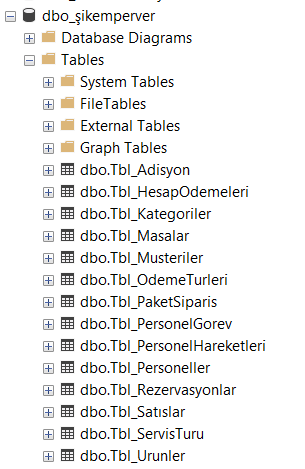 dbo_şikemperver
Database Diagrams
Tables
System Tables
FileTables
External Tables
Graph Tables
dbo.Tbl_Adisyon
dbo.Tbl_HesapOdemeleri
dbo.Tbl_Kategoriler
dbo.Tbl_Masalar
dbo.Tbl_Musteriler
dbo.Tbl_OdemeTurleri
dbo.Tbl_PaketSiparis
dbo.Tbl_PersonelGorev
dbo.Tbl_PersonelHareketleri
dbo.Tbl_Personeller
dbo.Tbl_Rezervasyonlar
dbo.Tbl_Satışlar
dbo.Tbl_ServisTuru
dbo.Tbl_Urunler